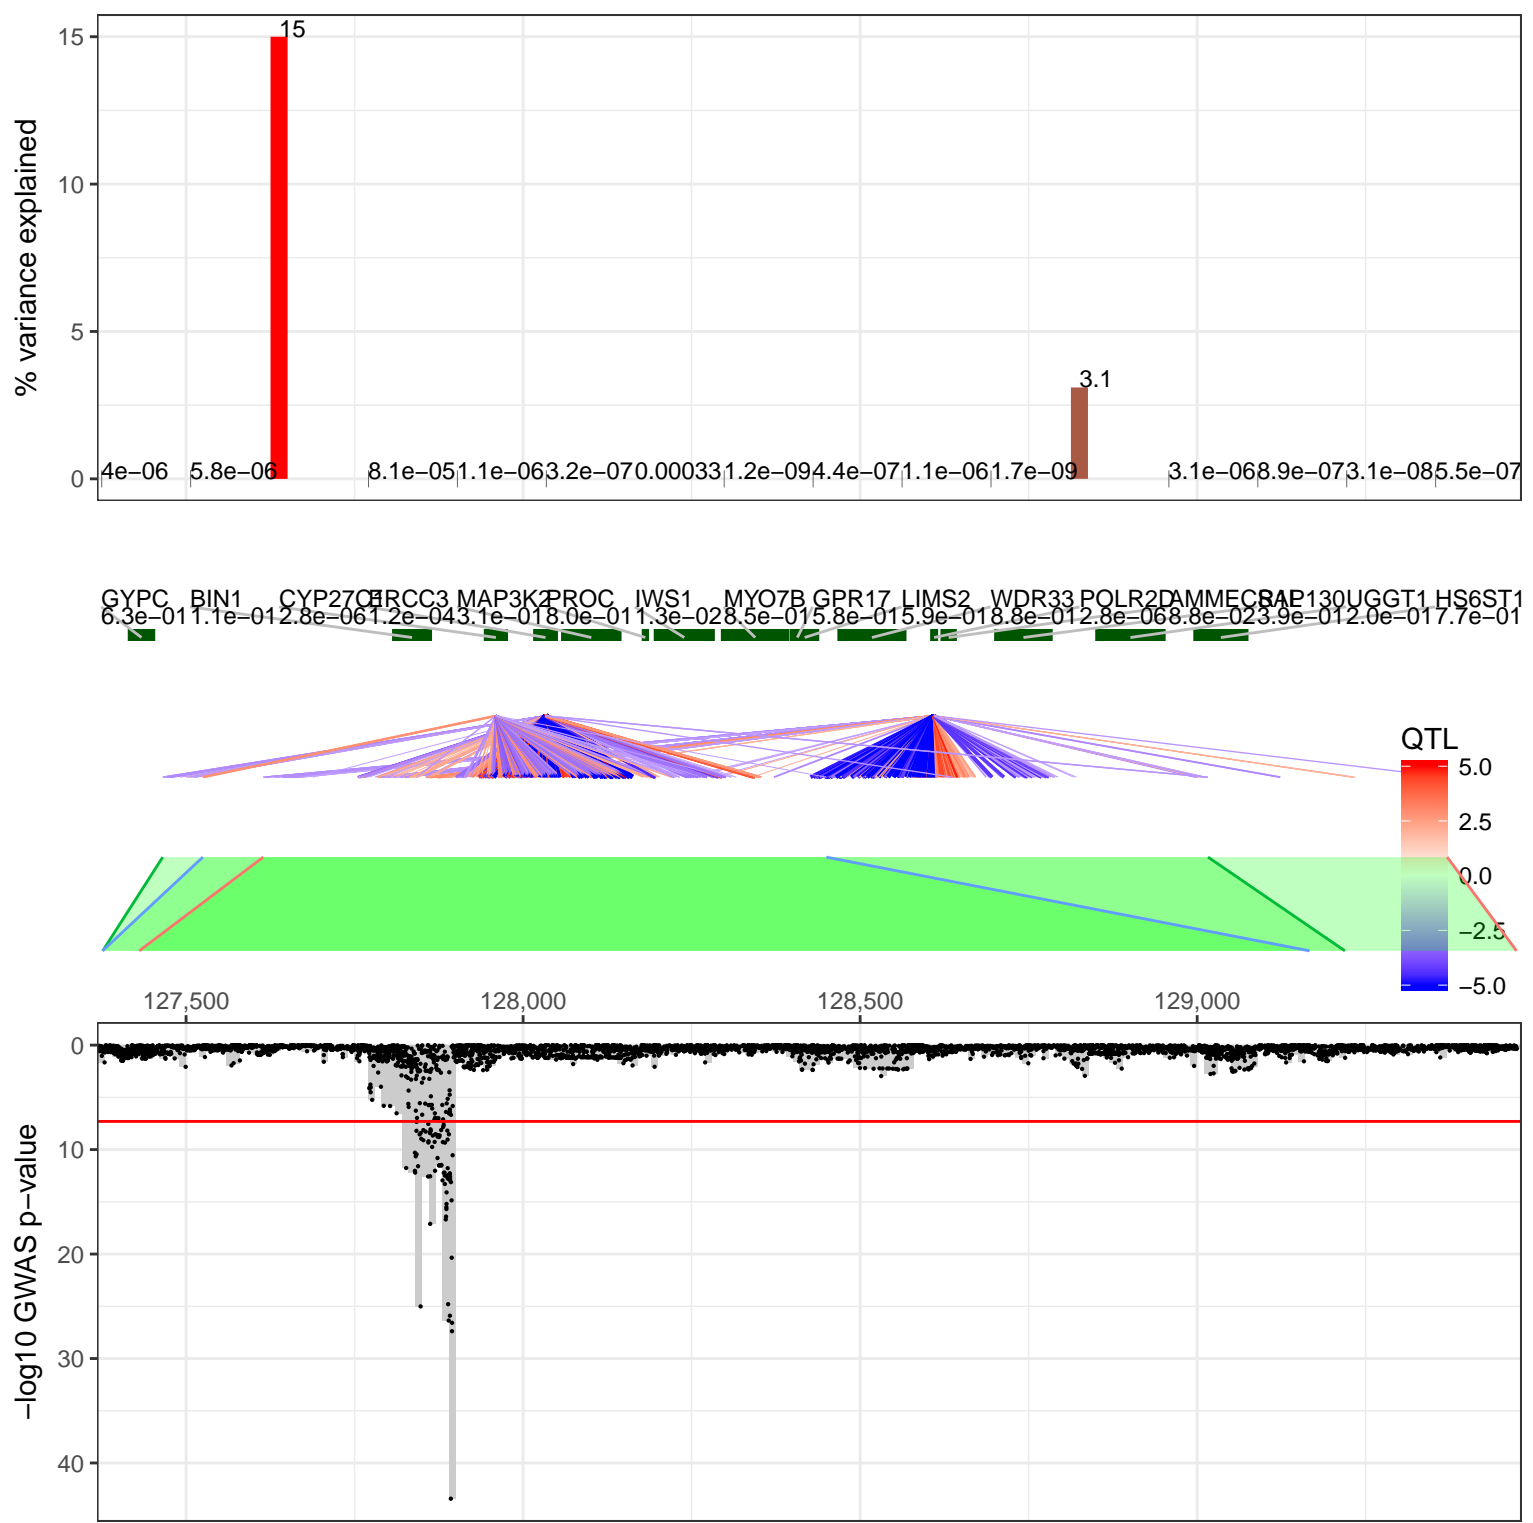 % variance explained
15
10
5
0
15
3.1
4e−06 5.8e−06 8.1e−05 1.1e−06 3.2e−07 0.00033 1.2e−09 4.4e−07 1.1e−06 1.7e−09 3.1e−06 8.9e−07 3.1e−08 5.5e−07
GYPC BIN1 CYP27C1 ERCC3 MAP3K2 PROC IWS1 MYO7B GPR17 LIMS2 WDR33 POLR2D AMMECR1L SAP130 UGGT1 HS6ST1
6.3e−01 1.1e−01 2.8e−06 1.2e−04 3.1e−01 8.0e−01 1.3e−02 8.5e−01 5.8e−01 5.9e−01 8.8e−01 2.8e−06 8.8e−02 3.9e−01 2.0e−01 7.7e−01
QTL
5.0
2.5
0.0
−2.5
−5.0
127,500 128,000 128,500 129,000
−log10 GWAS p−value
0
10
20
30
40